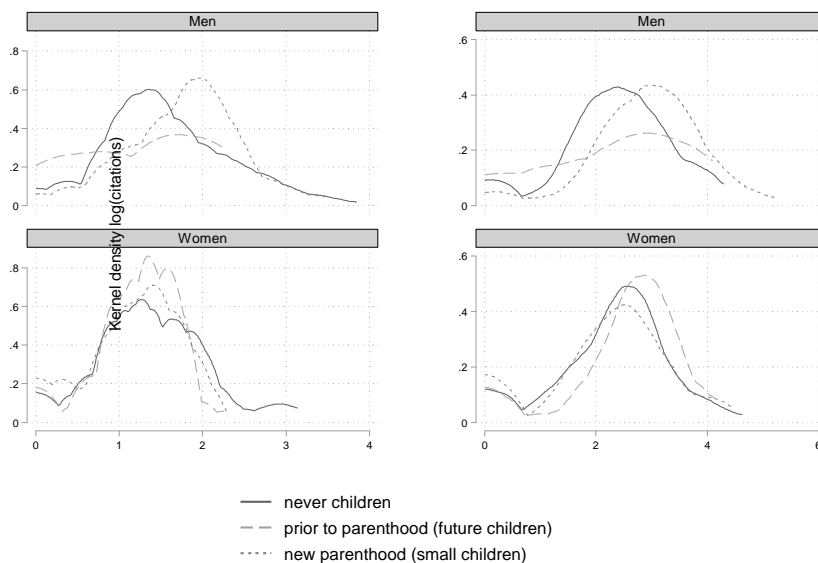 Men
Men
.8
.6
.4
.2
0
.6
.4
.2
0
Kernel density log(citations)
Women
Women
.8
.6
.4
.2
0
.6
.4
.2
0
0 1 2 3 4
0 2 4 6
never children
prior to parenthood (future children)
new parenthood (small children)